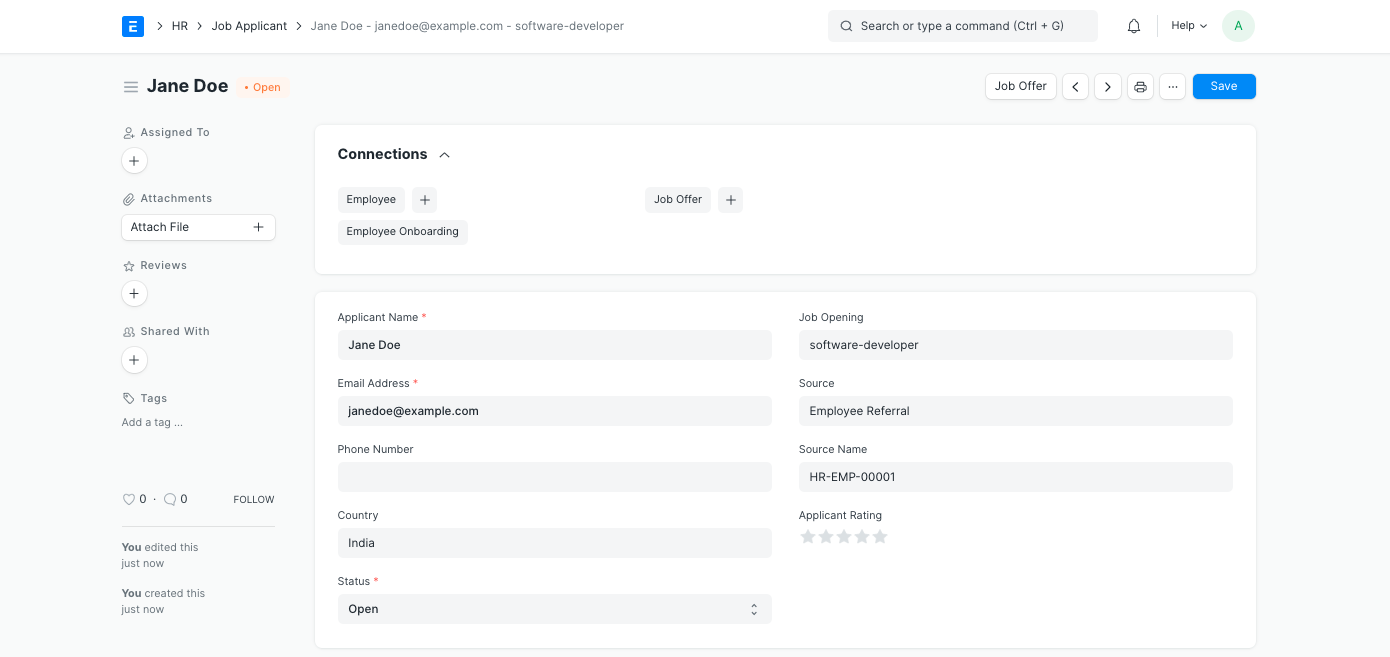 E HR Job Applicant Jane Doe - janedoe@example.com - software-developer Search or type a command (Ctrl + G) Help A
Jane Doe • Open Job Offer ... Save
Assigned To
Attachments
Attach File
Reviews
Shared With
Tags
Add a tag ...
0 · 0 FOLLOW
You edited this
just now
You created this
just now
Connections
Employee Job Offer
Employee Onboarding
Applicant Name *
Jane Doe
Email Address *
janedoe@example.com
Phone Number
Country
India
Status *
Open
Job Opening
software-developer
Source
Employee Referral
Source Name
HR-EMP-00001
Applicant Rating